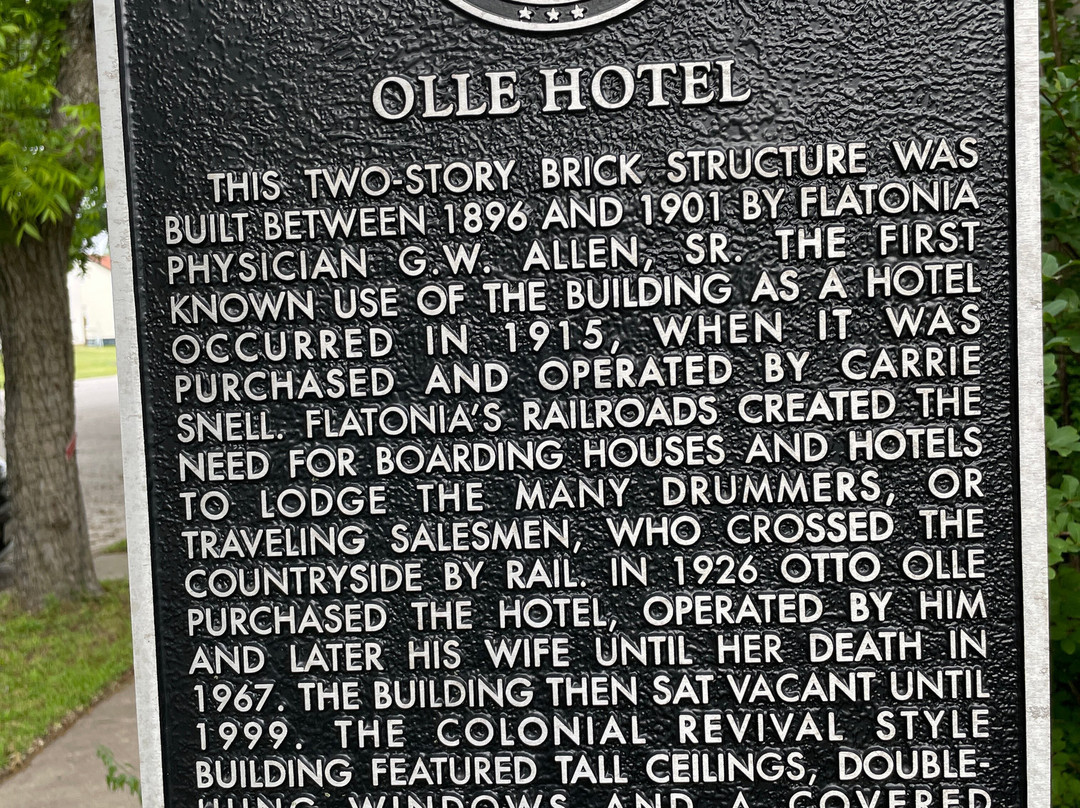 OLLE HOTEL
THIS TWO-STORY BRICK STRUCTURE WAS
BUILT BETWEEN 1896 AND 1901 BY FLATONIA
PHYSICIAN G.W. ALLEN, SR. THE FIRST
KNOWN USE OF THE BUILDING AS A HOTEL
OCCURRED IN 1915, WHEN IT WAS
PURCHASED AND OPERATED BY CARRIE
SNELL. FLATONIA'S RAILROADS CREATED THE
NEED FOR BOARDING HOUSES AND HOTELS
TO LODGE THE MANY DRUMMERS, OR
TRAVELING SALESMEN, WHO CROSSED THE
COUNTRYSIDE BY RAIL. IN 1926 OTTO OLLE
PURCHASED THE HOTEL, OPERATED BY HIM
AND LATER HIS WIFE UNTIL HER DEATH IN
1967. THE BUILDING THEN SAT VACANT UNTIL
1999. THE COLONIAL REVIVAL STYLE
BUILDING FEATURED TALL CEILINGS, DOUBLE-
HUNG WINDOWS AND A COVERED